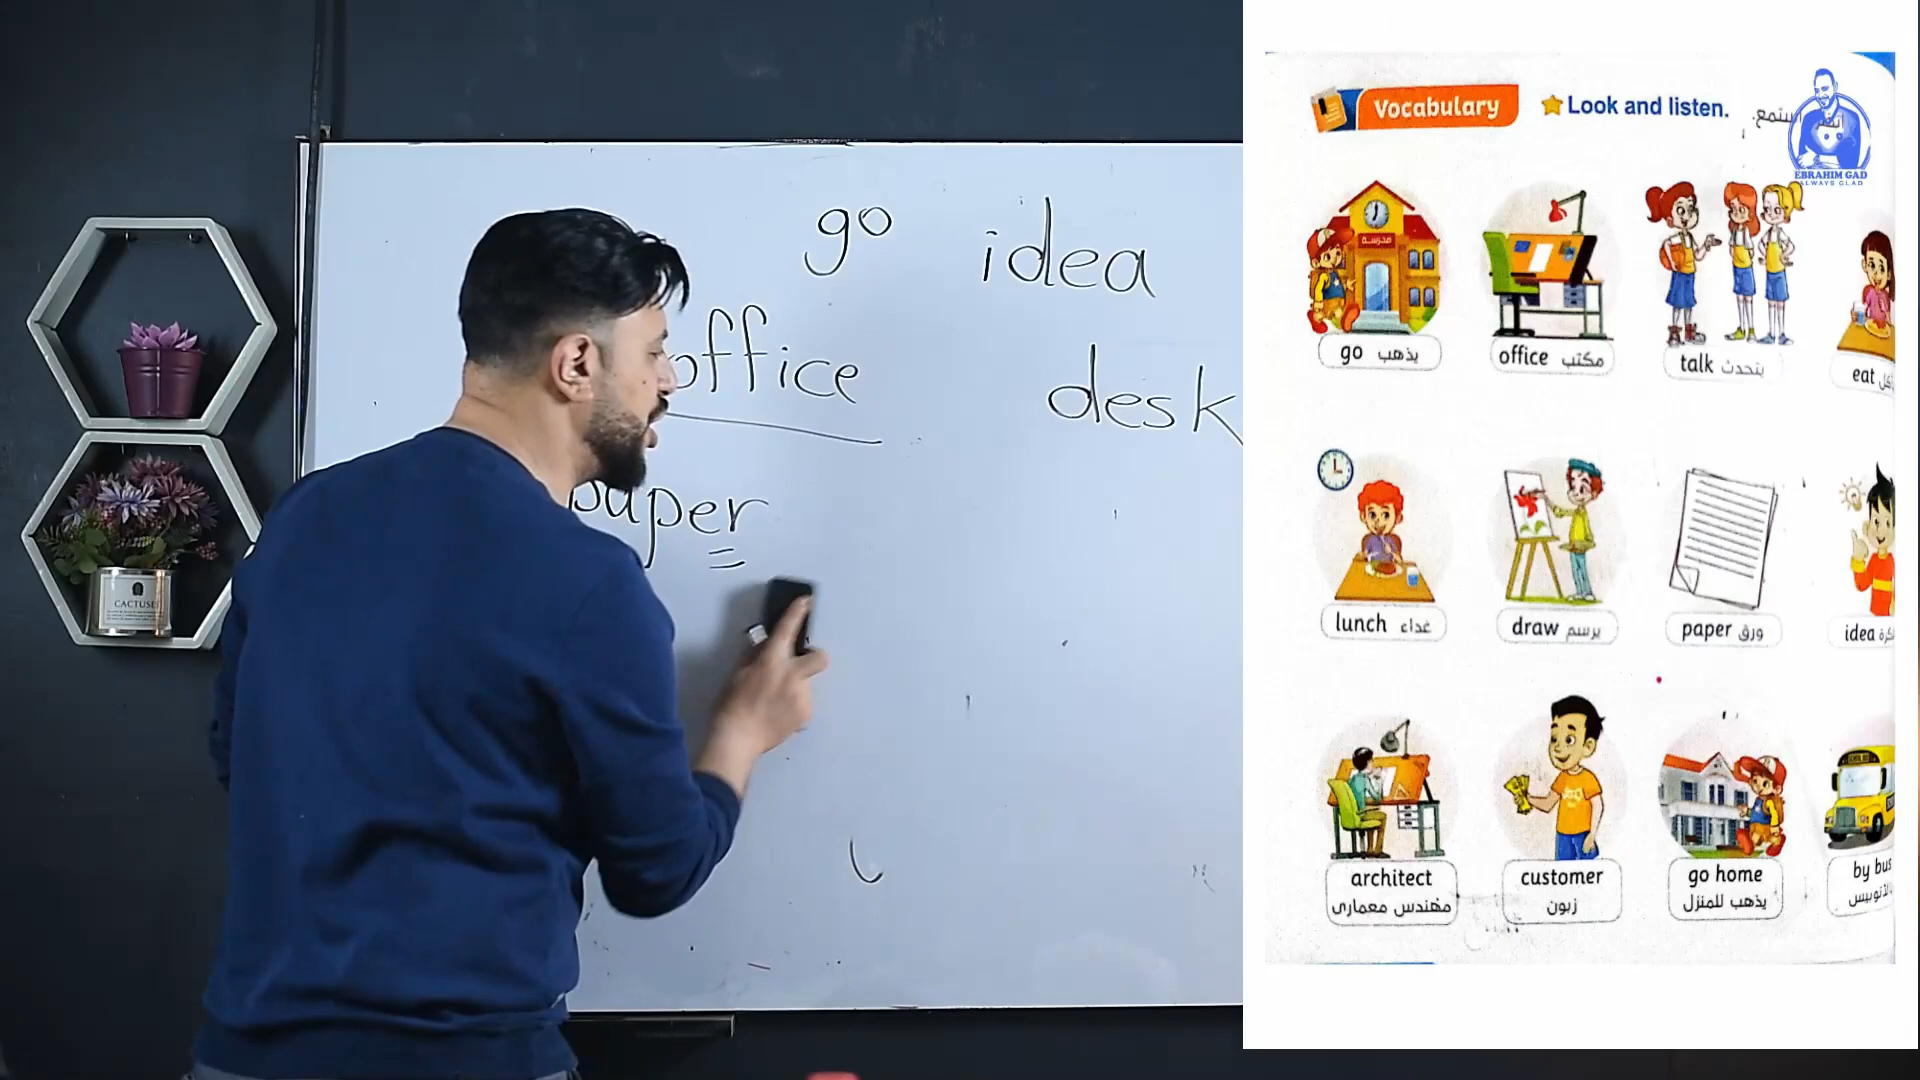 go idea
office
desk
paper
CACTUSES
Vocabulary
Look and listen.
EBRAHIM GAD
ALWAYS GLAD
مدرسة
go يذهب
office مكتب
talk يتحدث
eat
lunch غداء
draw يرسم
paper ورق
idea
architect
مهندس معمارى
customer
زبون
go home
يذهب للمنزل
by bus